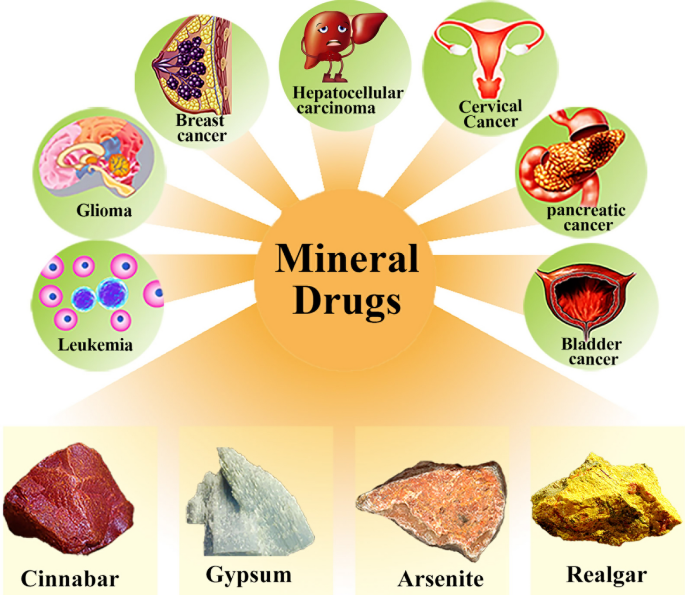 Hepatocellular
carcinoma
Breast
cancer
Cervical
Cancer
Glioma
pancreatic
cancer
Mineral
Drugs
Leukemia
Bladder
cancer
Cinnabar
Gypsum
Arsenite
Realgar